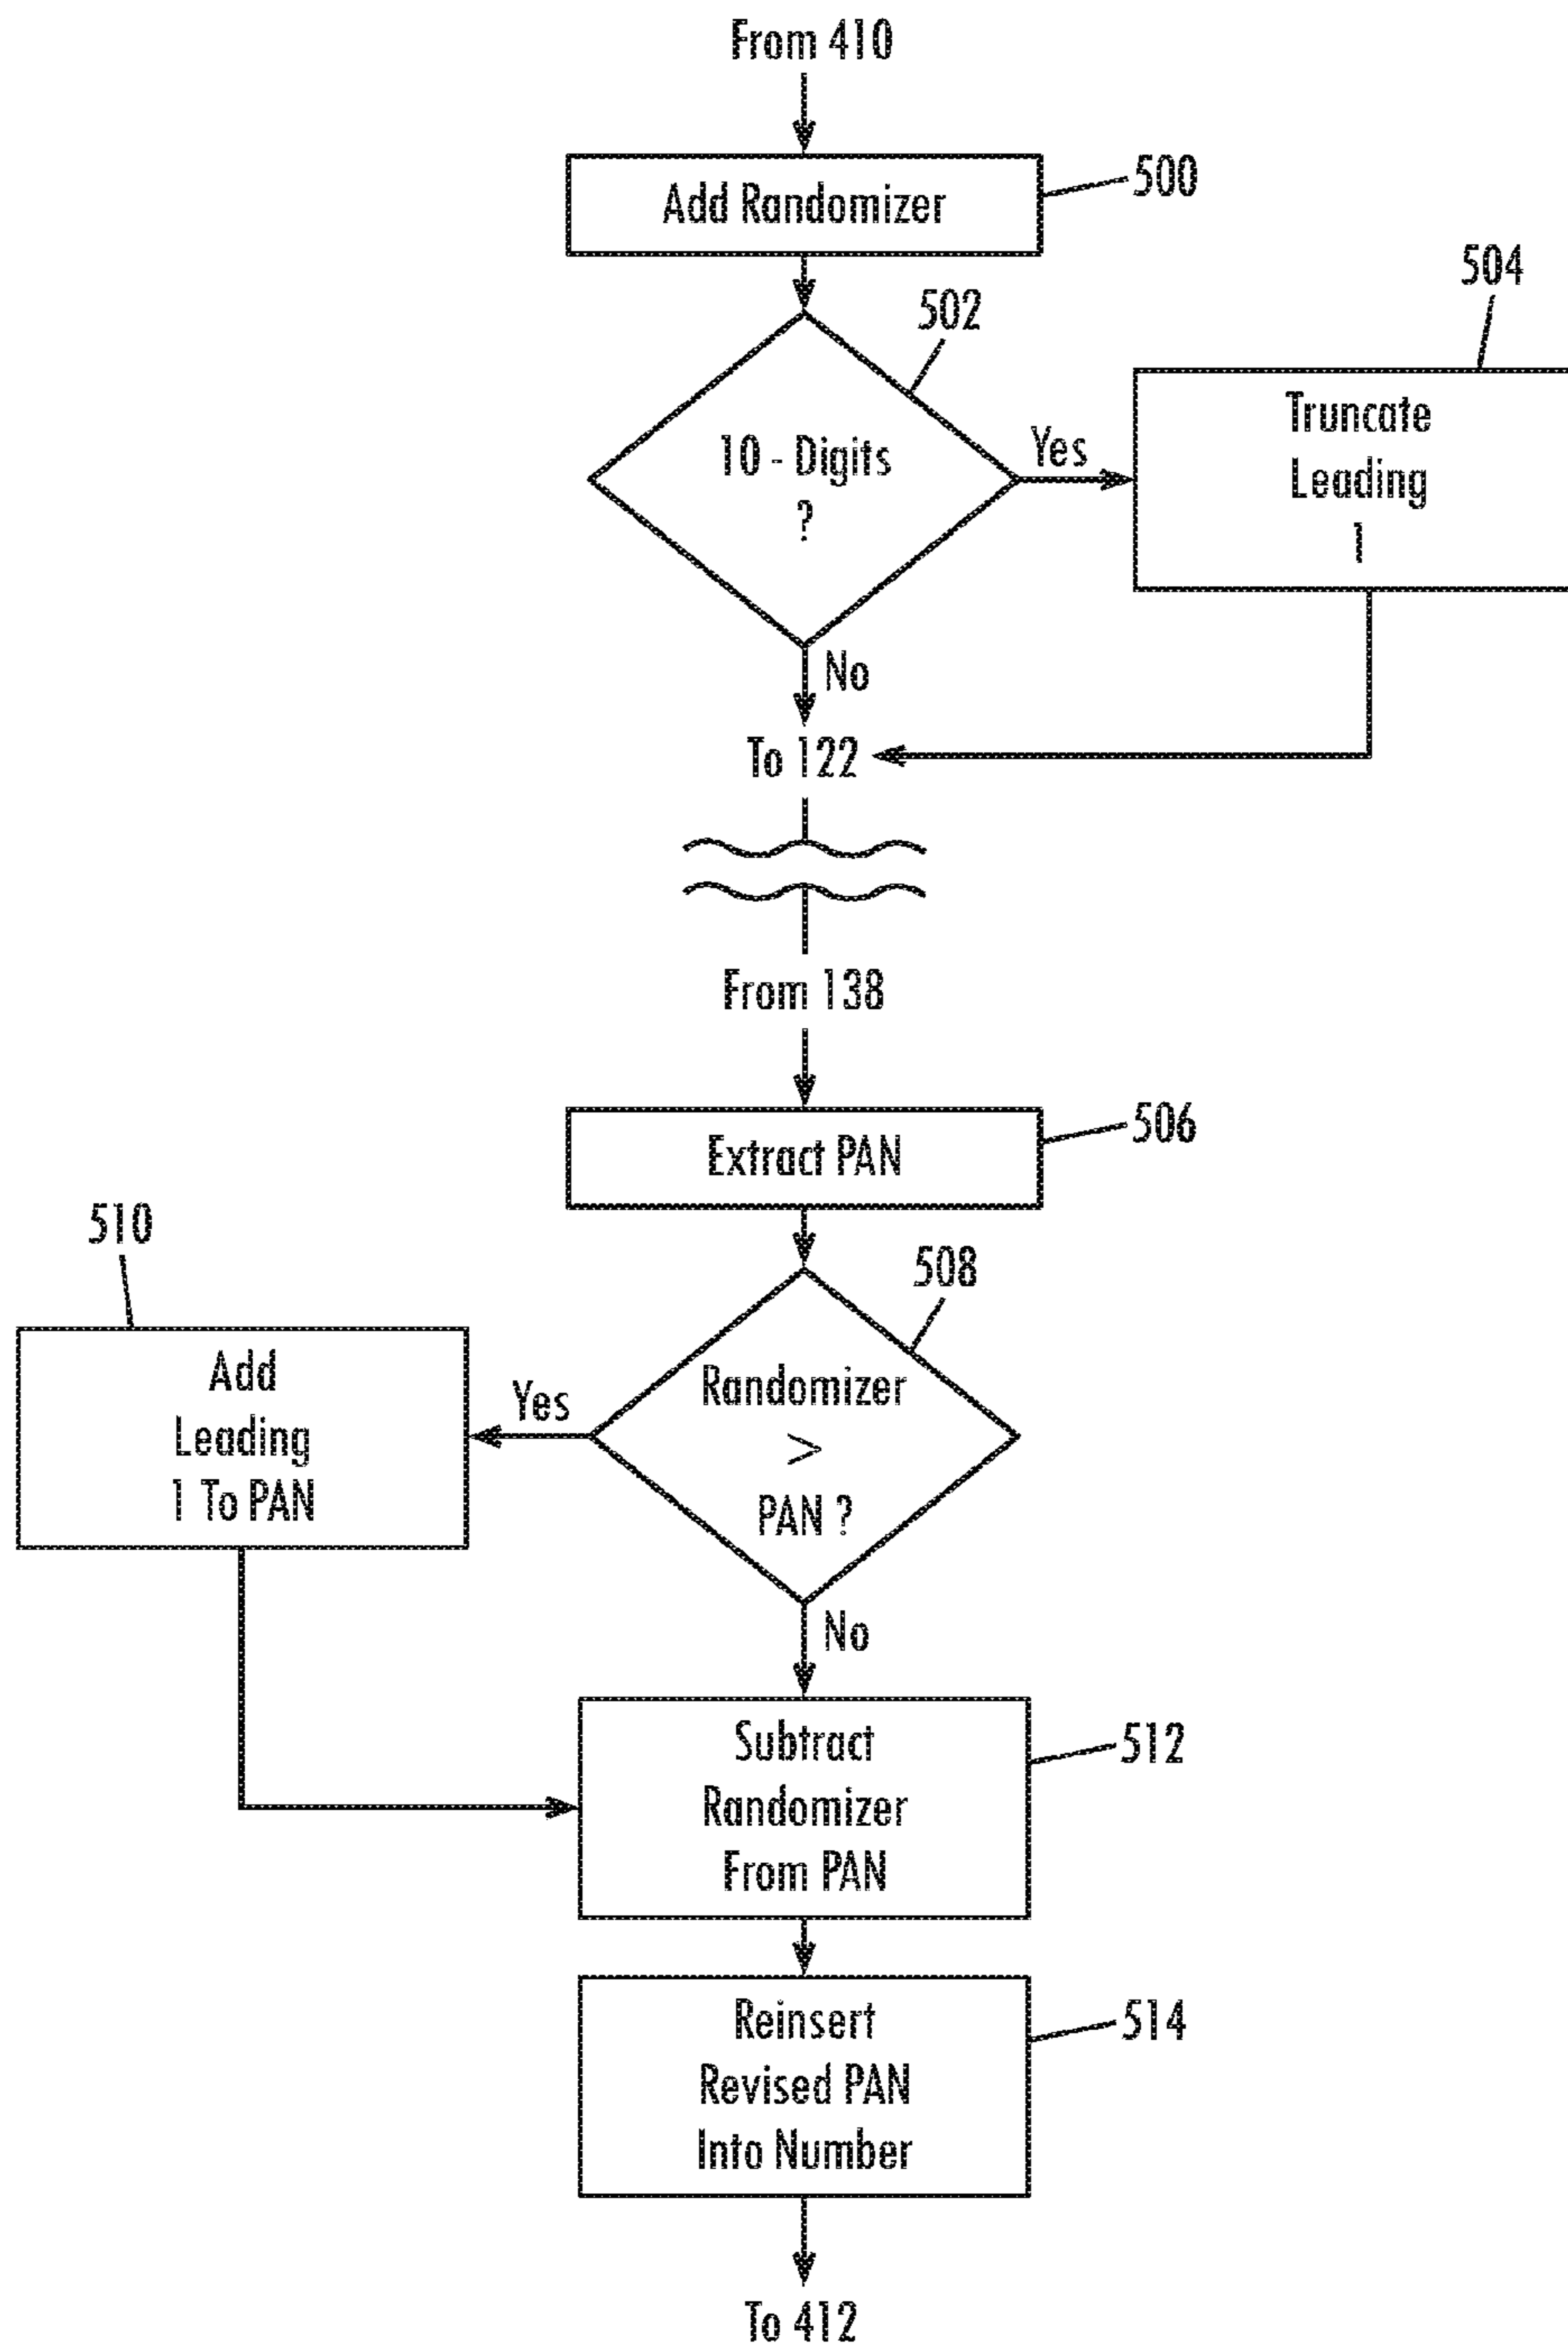 From 410
Add Randomizer
500
502
504
10 - Digits
?
Yes
Truncate
Leading
1
No
To 122
From 138
Extract PAN
506
510
508
Add
Leading
1 To PAN
Yes
Randomizer
>
PAN ?
No
Subtract
Randomizer
From PAN
512
Reinsert
Revised PAN
Into Number
514
To 412